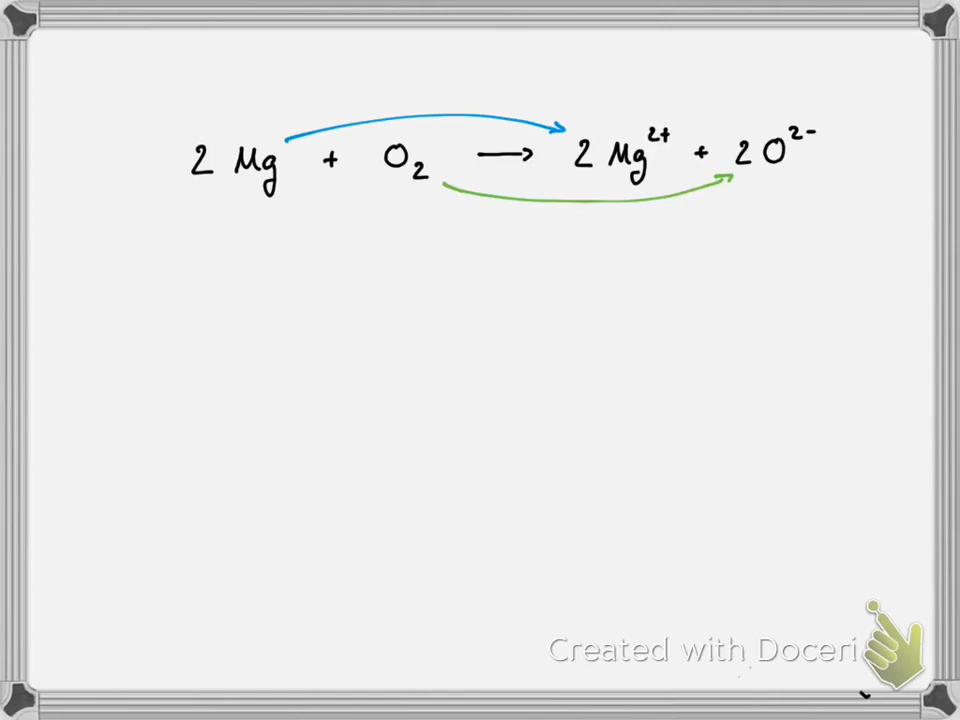 2 Mg + O₂ → 2 Mg²⁺ + 2 O²⁻
Created with Doceri